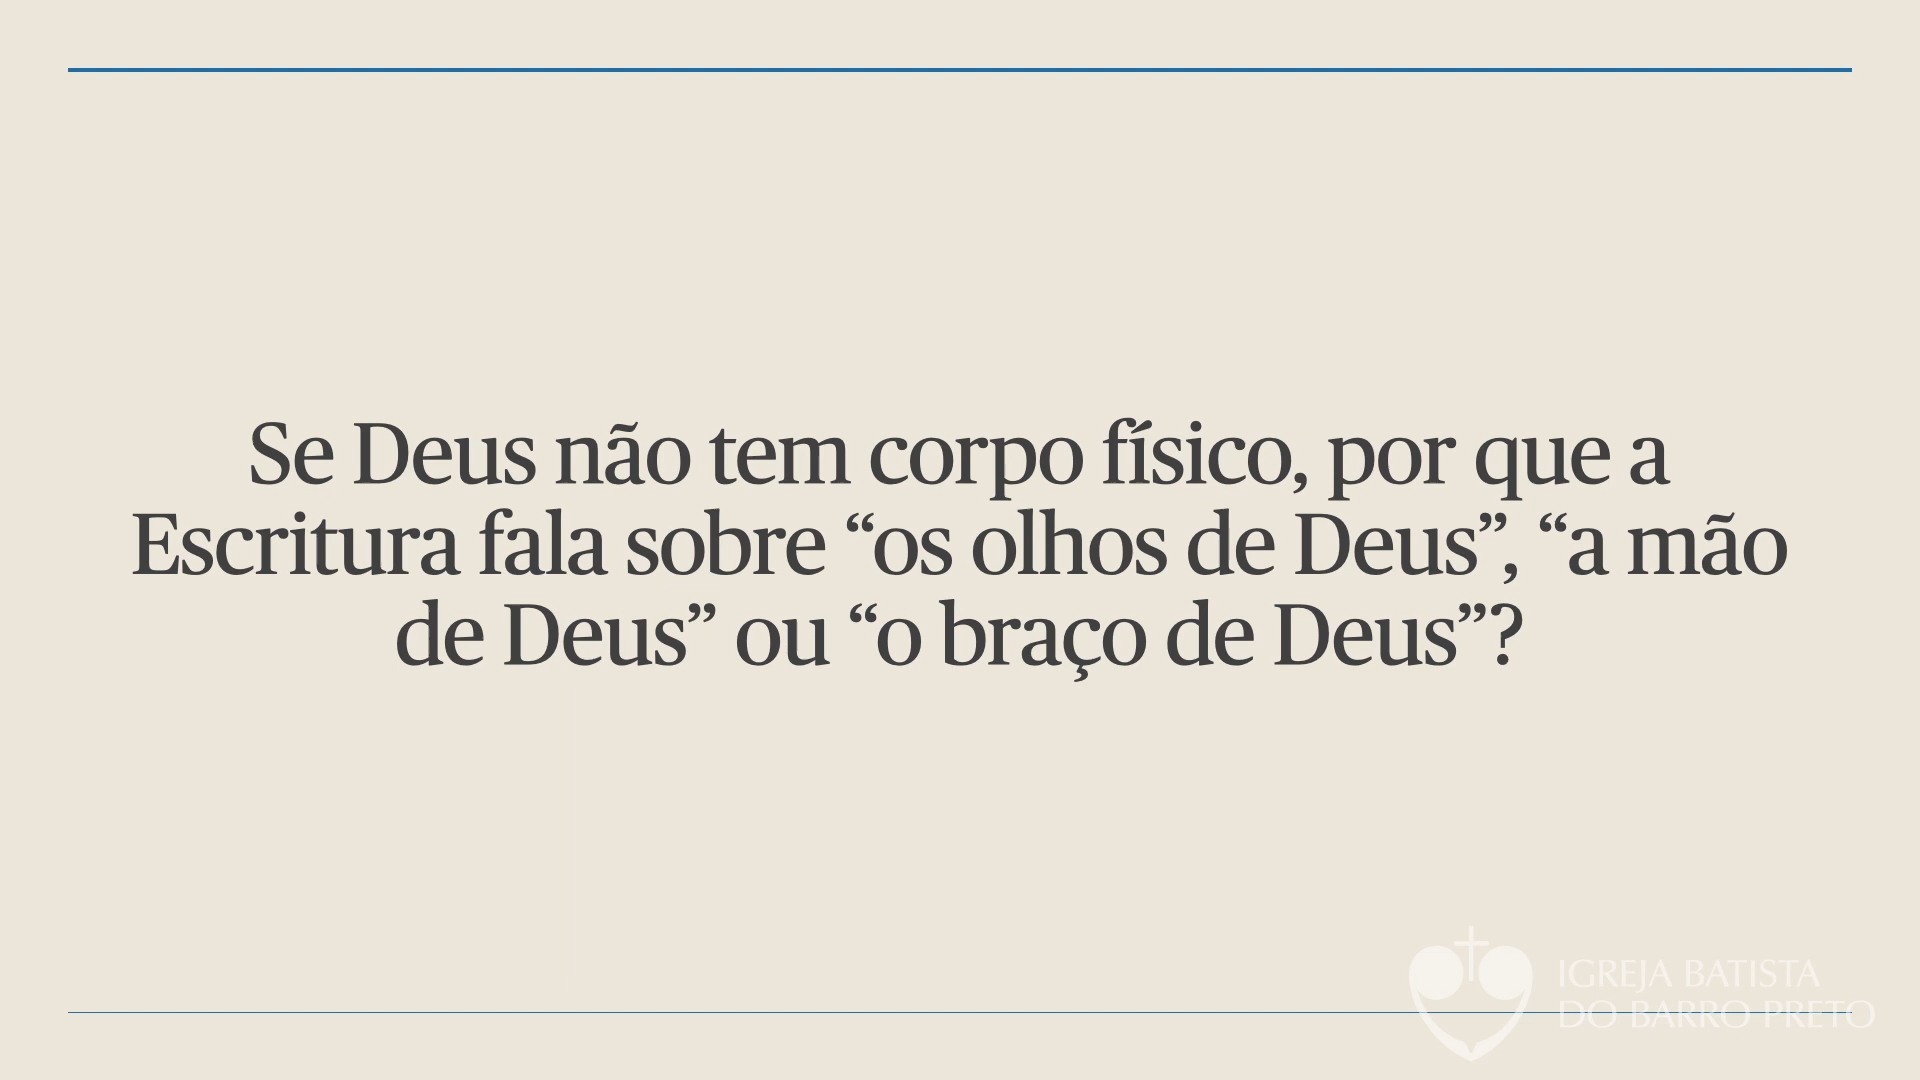 Se Deus não tem corpo físico, por que a
Escritura fala sobre “os olhos de Deus”, “a mão
de Deus” ou “o braço de Deus”?
IGREJA BATISTA
DO BARRO PRETO